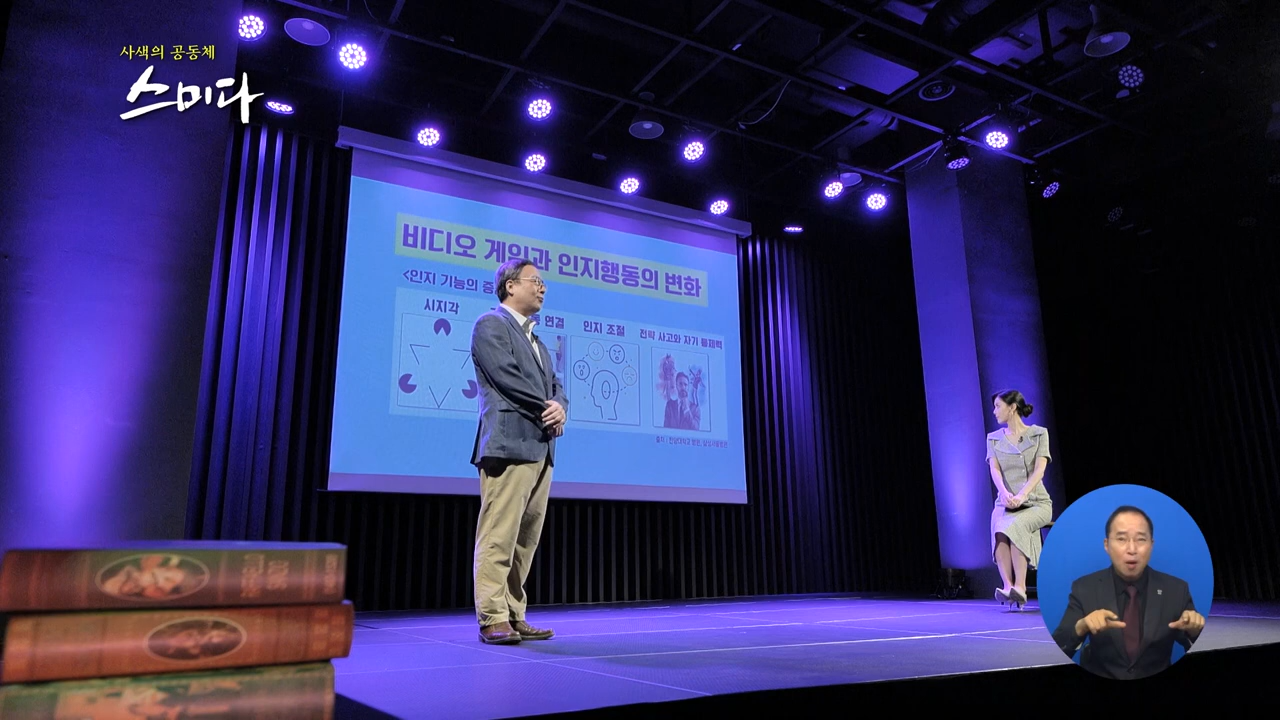 사색의 공동체
스미다
비디오 게임과 인지행동의 변화
<인지 기능의 증
시지각
연결
인지 조절
전략 사고와 자기 통제력